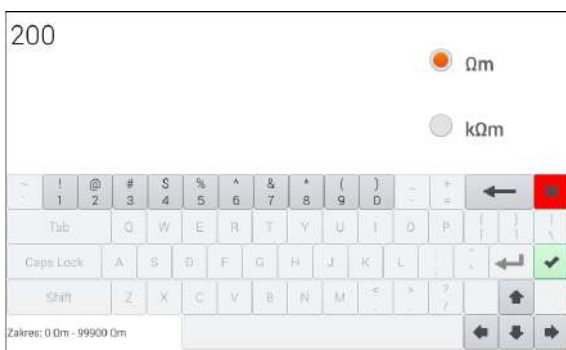 200
Ωm
kΩm
~ ! @ # $ % ^ & * ( ) _ +
` 1 2 3 4 5 6 7 8 9 0 - =
Tab Q W E R T Y U I O P { } |
[ ] \
Caps Lock A S D F G H J K L : "
; '
Shift Z X C V B N M < > ?
, . /
Zakres: 0 Ωm - 99900 Ωm